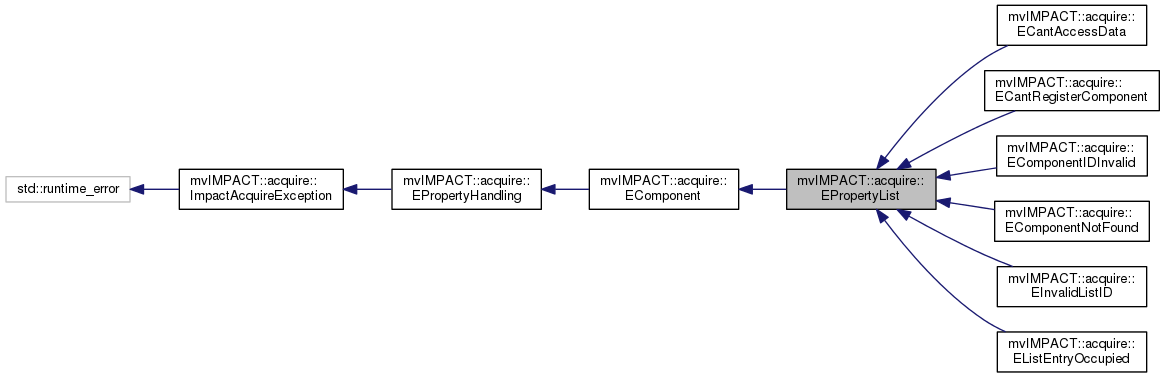 std::runtime_error
mvIMPACT::acquire::
ImpactAcquireException
mvIMPACT::acquire::
EPropertyHandling
mvIMPACT::acquire::
EComponent
mvIMPACT::acquire::
EPropertyList
mvIMPACT::acquire::
ECantAccessData
mvIMPACT::acquire::
ECantRegisterComponent
mvIMPACT::acquire::
EComponentIDInvalid
mvIMPACT::acquire::
EComponentNotFound
mvIMPACT::acquire::
EInvalidListID
mvIMPACT::acquire::
EListEntryOccupied